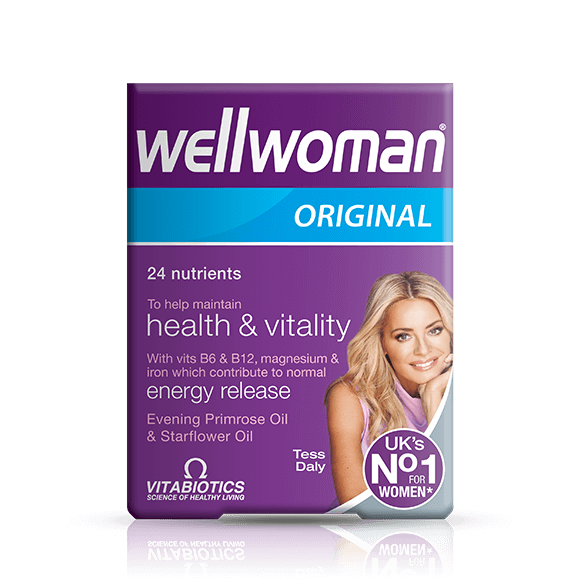 wellwoman®
ORIGINAL
24 nutrients
To help maintain
health & vitality
With vits B6 & B12, magnesium &
iron which contribute to normal
energy release
Evening Primrose Oil
& Starflower Oil
Tess
Daly
UK's
No1
FOR
WOMEN*
VITABIOTICS
SCIENCE OF HEALTHY LIVING